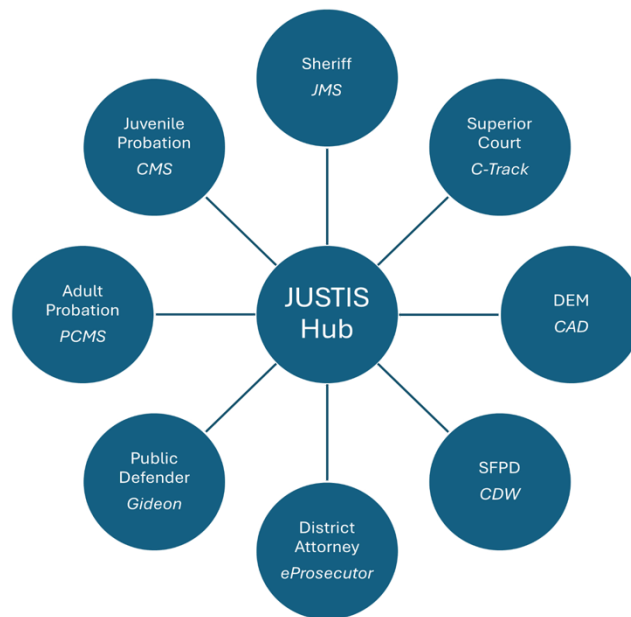 Sheriff
JMS
Juvenile
Probation
CMS
Superior
Court
C-Track
Adult
Probation
PCMS
JUSTIS
Hub
DEM
CAD
Public
Defender
Gideon
SFPD
CDW
District
Attorney
eProsecutor